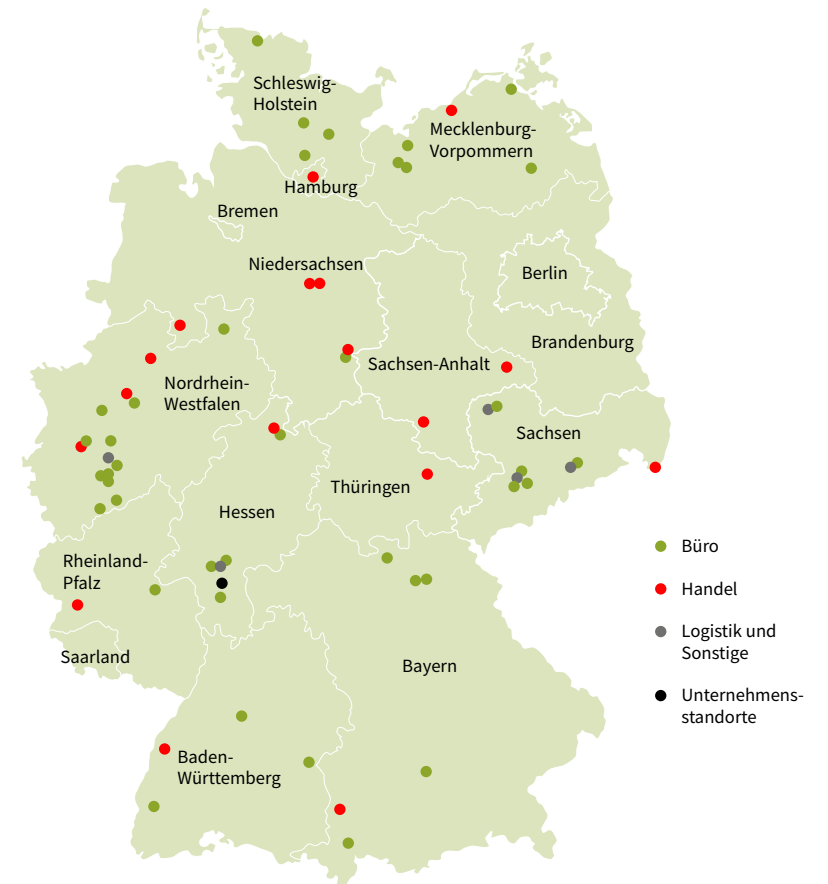 Schleswig-
Holstein
Mecklenburg-
Vorpommern
Hamburg
Bremen
Niedersachsen
Berlin
Brandenburg
Sachsen-Anhalt
Nordrhein-
Westfalen
Sachsen
Thüringen
Hessen
Rheinland-
Pfalz
Saarland
Bayern
Baden-
Württemberg
Büro
Handel
Logistik und
Sonstige
Unternehmens-
standorte